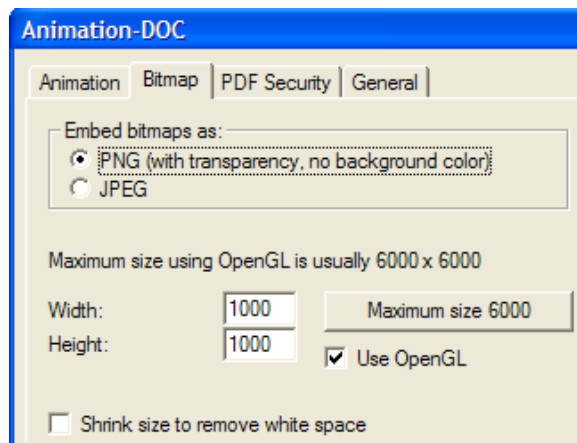 Animation-DOC
Animation Bitmap PDF Security General
Embed bitmaps as:
PNG (with transparency, no background color)
JPEG
Maximum size using OpenGL is usually 6000 x 6000
Width: 1000 Maximum size 6000
Height: 1000 Use OpenGL
Shrink size to remove white space